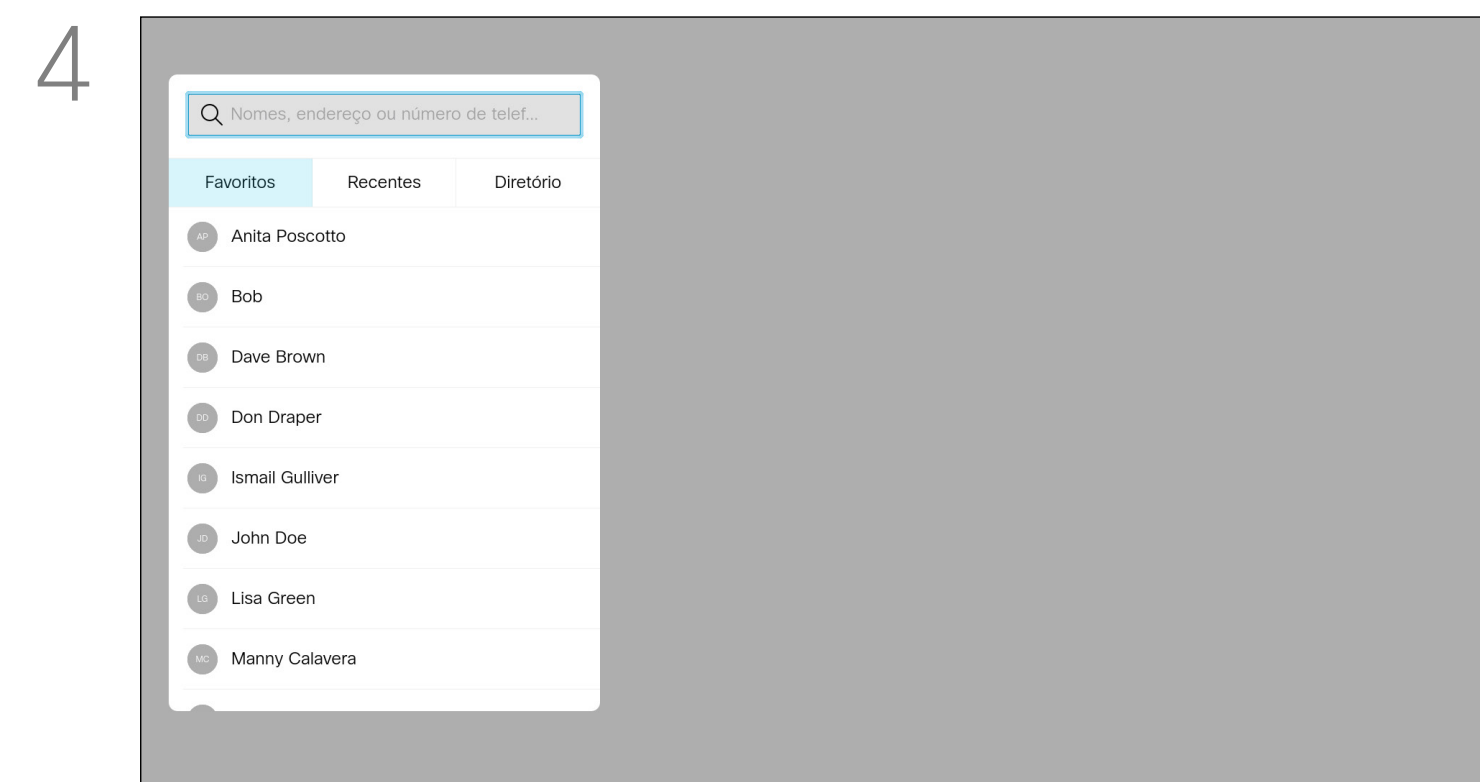 4
Nomes, endereço ou número de telef...
Favoritos Recentes Diretório
AP Anita Poscotto
BO Bob
DB Dave Brown
DD Don Draper
IG Ismail Gulliver
JD John Doe
LG Lisa Green
MC Manny Calavera